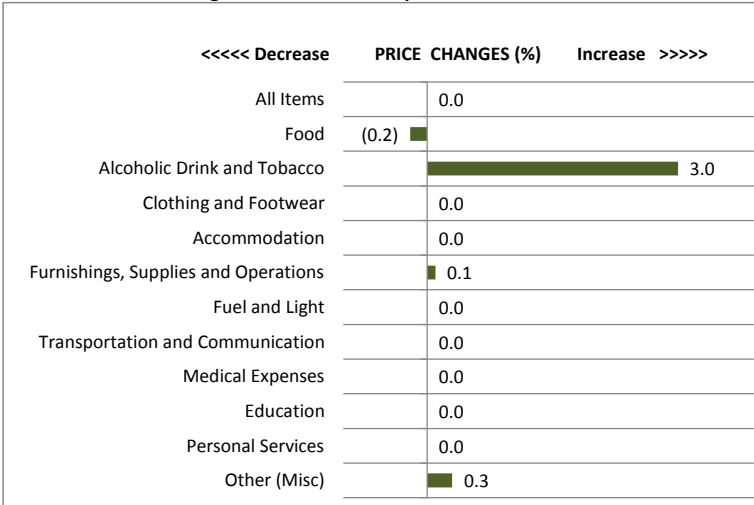 <<<<< Decrease PRICE CHANGES (%) Increase >>>>>
All Items 0.0
Food (0.2)
Alcoholic Drink and Tobacco 3.0
Clothing and Footwear 0.0
Accommodation 0.0
Furnishings, Supplies and Operations 0.1
Fuel and Light 0.0
Transportation and Communication 0.0
Medical Expenses 0.0
Education 0.0
Personal Services 0.0
Other (Misc) 0.3